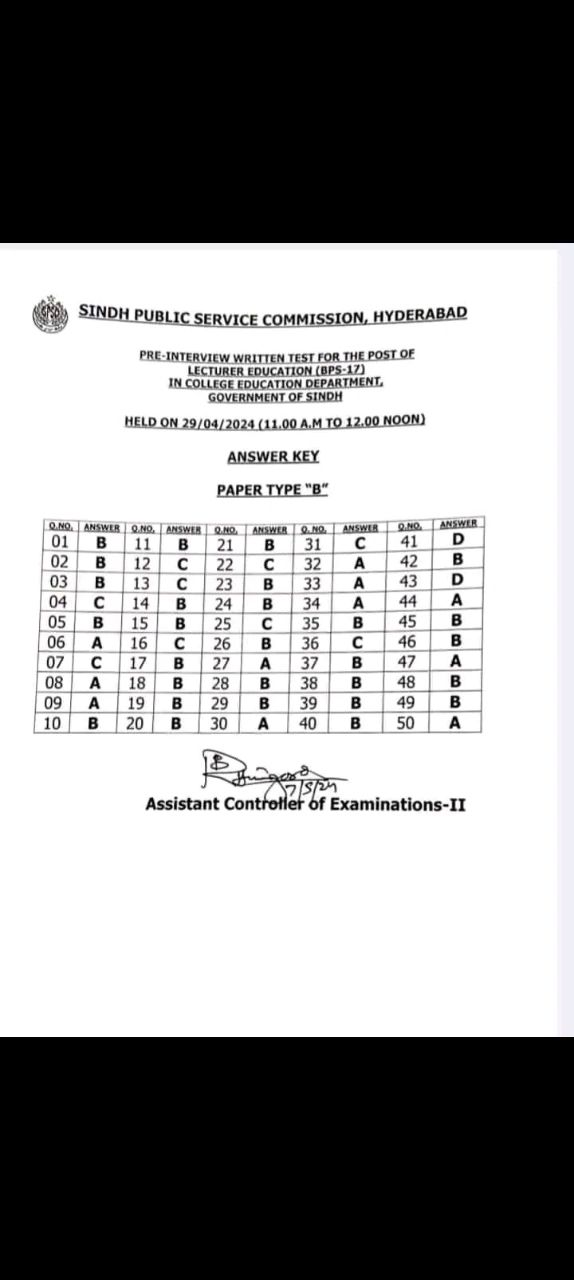 SINDH PUBLIC SERVICE COMMISSION, HYDERABAD
PRE-INTERVIEW WRITTEN TEST FOR THE POST OF
LECTURER EDUCATION (BPS-17)
IN COLLEGE EDUCATION DEPARTMENT,
GOVERNMENT OF SINDH
HELD ON 29/04/2024 (11.00 A.M TO 12.00 NOON)
ANSWER KEY
PAPER TYPE "B"
Q.NO. ANSWER Q.NO. ANSWER Q.NO. ANSWER Q. NO. ANSWER Q.NO. ANSWER
01 B 11 B 21 B 31 C 41 D
02 B 12 C 22 C 32 A 42 B
03 B 13 C 23 B 33 A 43 D
04 C 14 B 24 B 34 A 44 A
05 B 15 B 25 C 35 B 45 B
06 A 16 C 26 B 36 C 46 B
07 C 17 B 27 A 37 B 47 A
08 A 18 B 28 B 38 B 48 B
09 A 19 B 29 B 39 B 49 B
10 B 20 B 30 A 40 B 50 A
7/5/24
Assistant Controller of Examinations-II